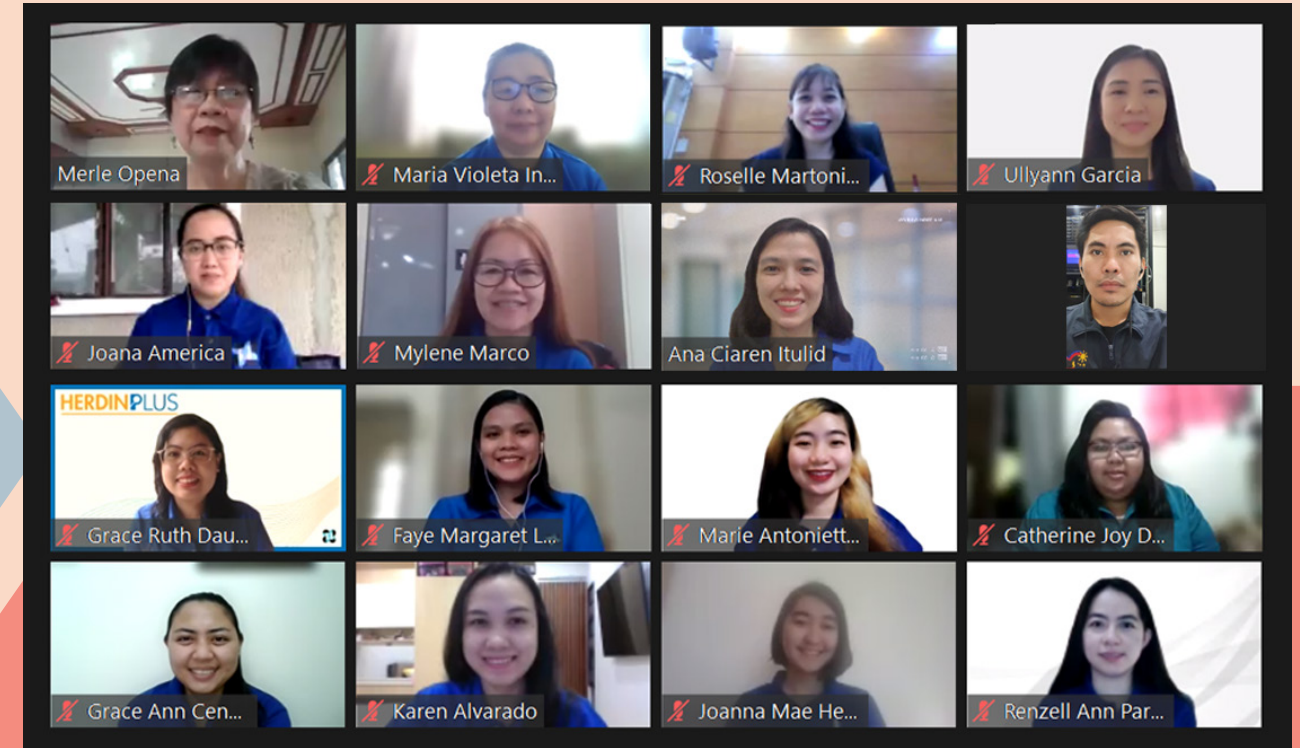 Merle Opena
Maria Violeta In...
Roselle Martoni...
Ullyann Garcia
Joana America
Mylene Marco
Ana Ciaren Itulid
HERDINPLUS
Grace Ruth Dau...
Faye Margaret L...
Marie Antoniett...
Catherine Joy D...
Grace Ann Cen...
Karen Alvarado
Joanna Mae He...
Renzell Ann Par...